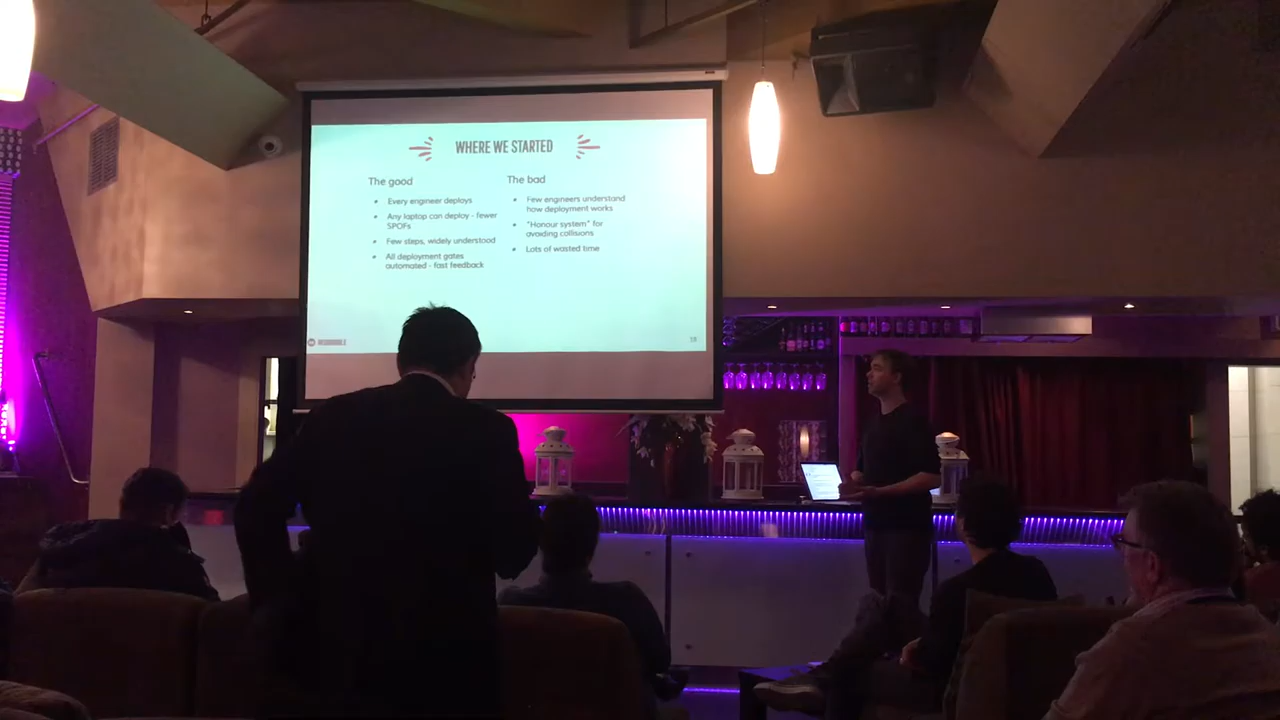 WHERE WE STARTED
The good
Every engineer deploys
Any laptop can deploy - fewer
SPOFs
Few steps, widely understood
All deployment gates
automated - fast feedback
The bad
Few engineers understand
how deployment works
"Honour system" for
avoiding collisions
Lots of wasted time